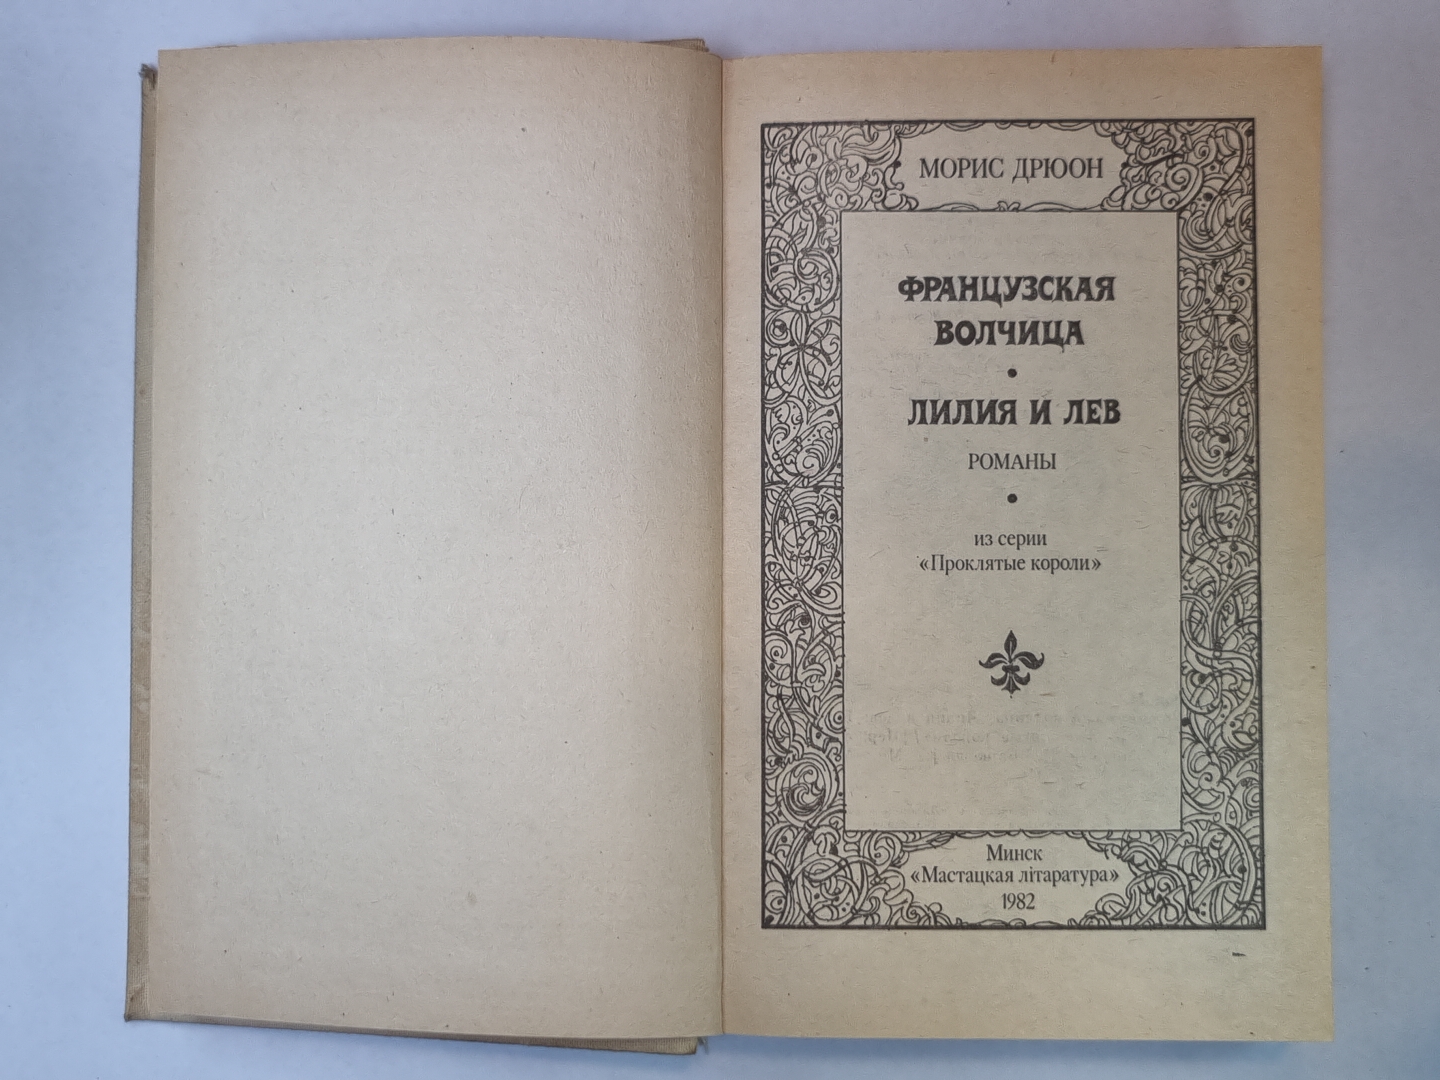 МОРИС ДРЮОН
ФРАНЦУЗСКАЯ
ВОЛЧИЦА
•
ЛИЛИЯ И ЛЕВ
РОМАНЫ
•
из серии
«Проклятые короли»
Минск
«Мастацкая літаратура»
1982